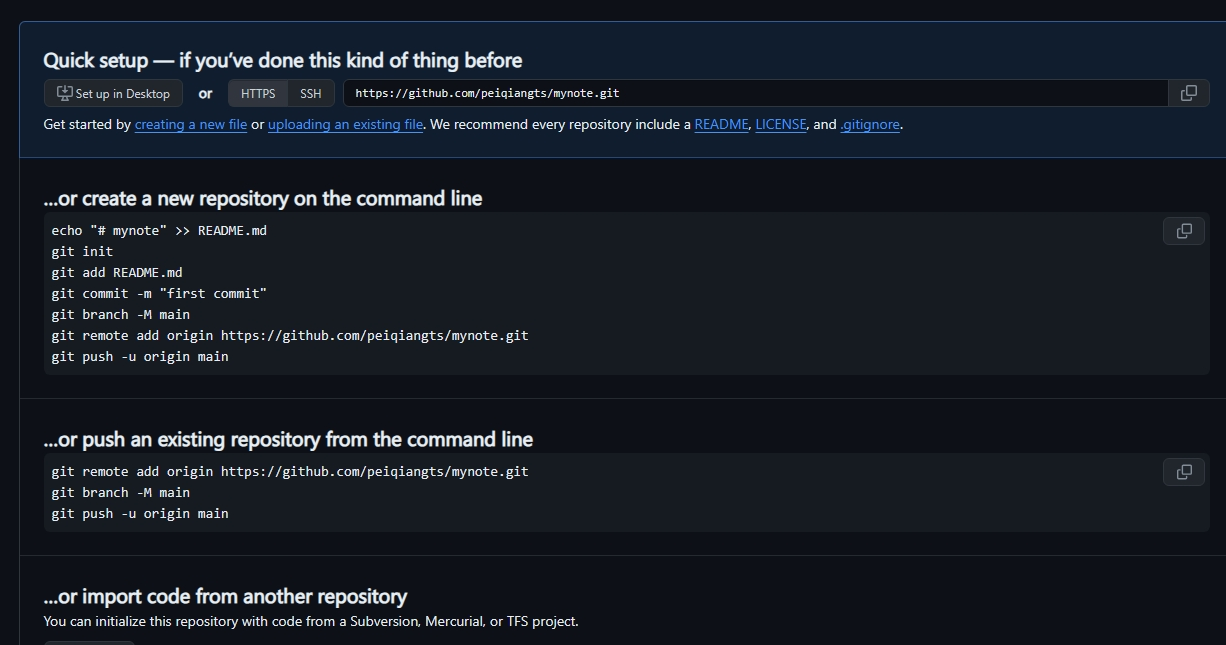 Quick setup — if you’ve done this kind of thing before
Set up in Desktop or HTTPS SSH https://github.com/peiqiangts/mynote.git
Get started by creating a new file or uploading an existing file. We recommend every repository include a README, LICENSE, and .gitignore.
...or create a new repository on the command line
echo "# mynote" >> README.md
git init
git add README.md
git commit -m "first commit"
git branch -M main
git remote add origin https://github.com/peiqiangts/mynote.git
git push -u origin main
...or push an existing repository from the command line
git remote add origin https://github.com/peiqiangts/mynote.git
git branch -M main
git push -u origin main
...or import code from another repository
You can initialize this repository with code from a Subversion, Mercurial, or TFS project.